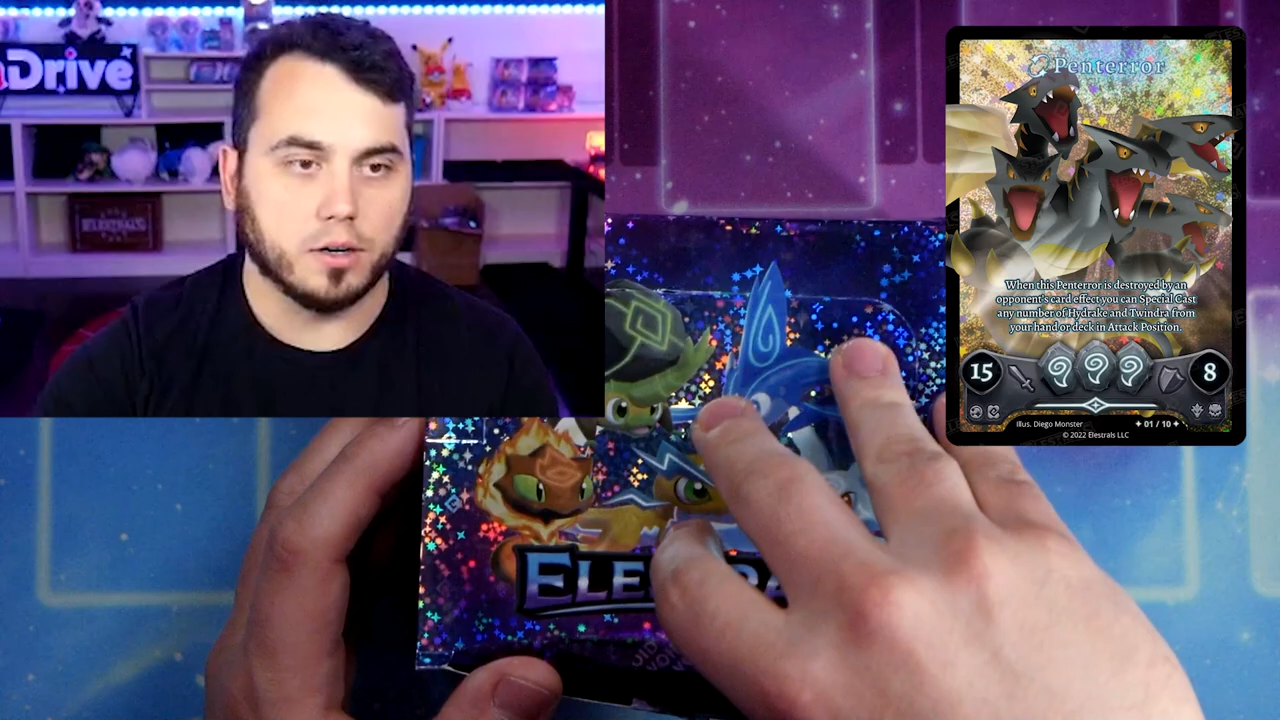 Drive
Penterror
When this Penterror is destroyed by an
opponent's card effect you can Special Cast
any number of Hydrake and Twindra from
your hand or deck in Attack Position.
15
8
Illus. Diego Monster
01 / 10
© 2022 Elestrals LLC
ELES